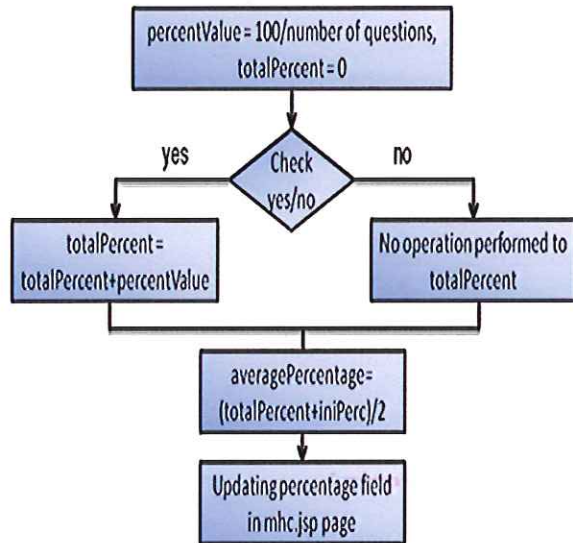 percentValue = 100/number of questions,
totalPercent = 0
yes
Check
yes/no
no
totalPercent =
totalPercent+percentValue
No operation performed to
totalPercent
averagePercentage=
(totalPercent+iniPerc)/2
Updating percentage field
in mhc.jsp page